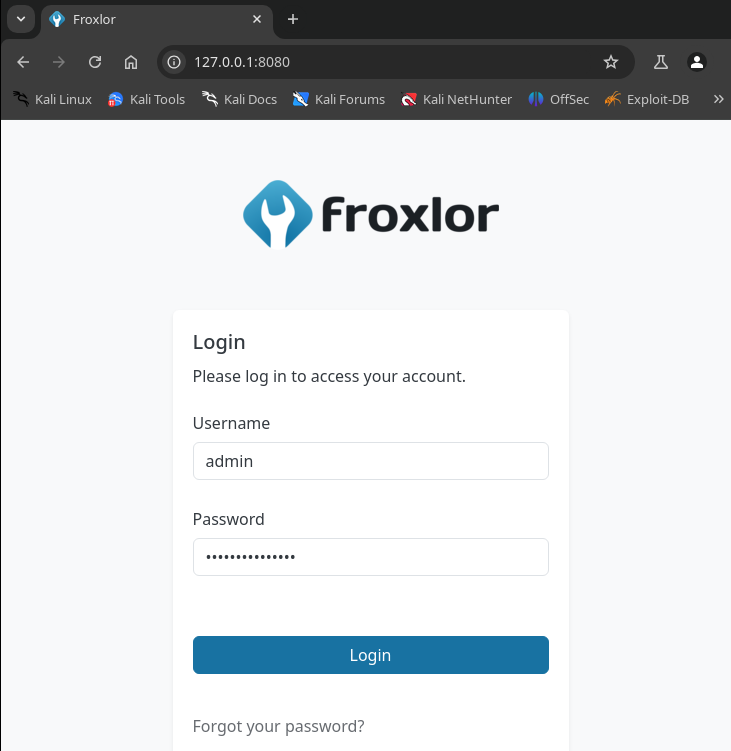 Froxlor
127.0.0.1:8080
Kali Linux Kali Tools Kali Docs Kali Forums Kali NetHunter OffSec Exploit-DB
froxlor
Login
Please log in to access your account.
Username
admin
Password
•••••••••••••••
Login
Forgot your password?